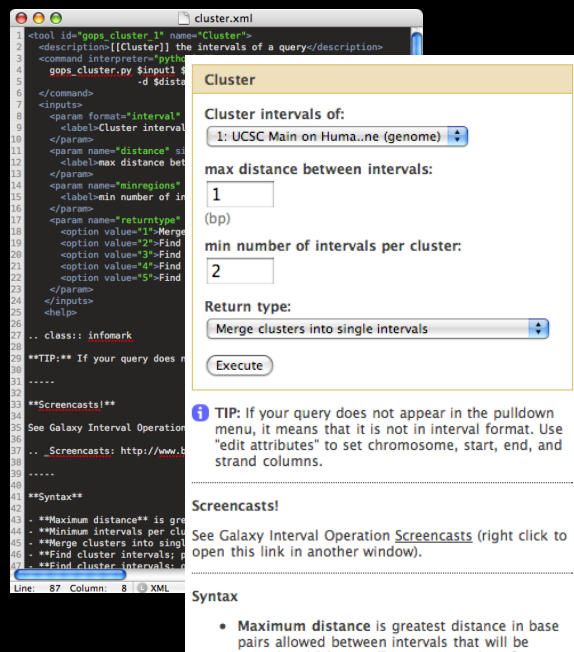 cluster.xml
1 <tool id="gops_cluster_1" name="Cluster">
2 <description>[[Cluster]] the intervals of a query</description>
3 <command interpreter="pytho
4 gops_cluster.py $input1 $
5 -d $dista
6 </command>
7 <inputs>
8 <param format="interval"
9 <label>Cluster interval
10 </param>
11 <param name="distance" si
12 <label>max distance bet
13 </param>
14 <param name="minregions"
15 <label>min number of in
16 </param>
17 <param name="returntype"
18 <option value="1">Merge
19 <option value="2">Find
20 <option value="3">Find
21 <option value="4">Find
22 <option value="5">Find
23 </param>
24 </inputs>
25 <help>
26
27 .. class:: infomark
28
29 **TIP:** If your query does n
30
31 -----
32
33 **Screencasts!**
34
35 See Galaxy Interval Operation
36
37 .. _Screencasts: http://www.b
38
39 -----
40
41 **Syntax**
42
43 - **Maximum distance** is gre
44 - **Minimum intervals per clu
45 - **Merge clusters into singl
46 - **Find cluster intervals; p
47 - **Find cluster intervals; o
Line: 87 Column: 8 L XML
Cluster
Cluster intervals of:
1: UCSC Main on Huma..ne (genome)
max distance between intervals:
1
(bp)
min number of intervals per cluster:
2
Return type:
Merge clusters into single intervals
Execute
TIP: If your query does not appear in the pulldown
menu, it means that it is not in interval format. Use
"edit attributes" to set chromosome, start, end, and
strand columns.
Screencasts!
See Galaxy Interval Operation Screencasts (right click to
open this link in another window).
Syntax
• Maximum distance is greatest distance in base
pairs allowed between intervals that will be